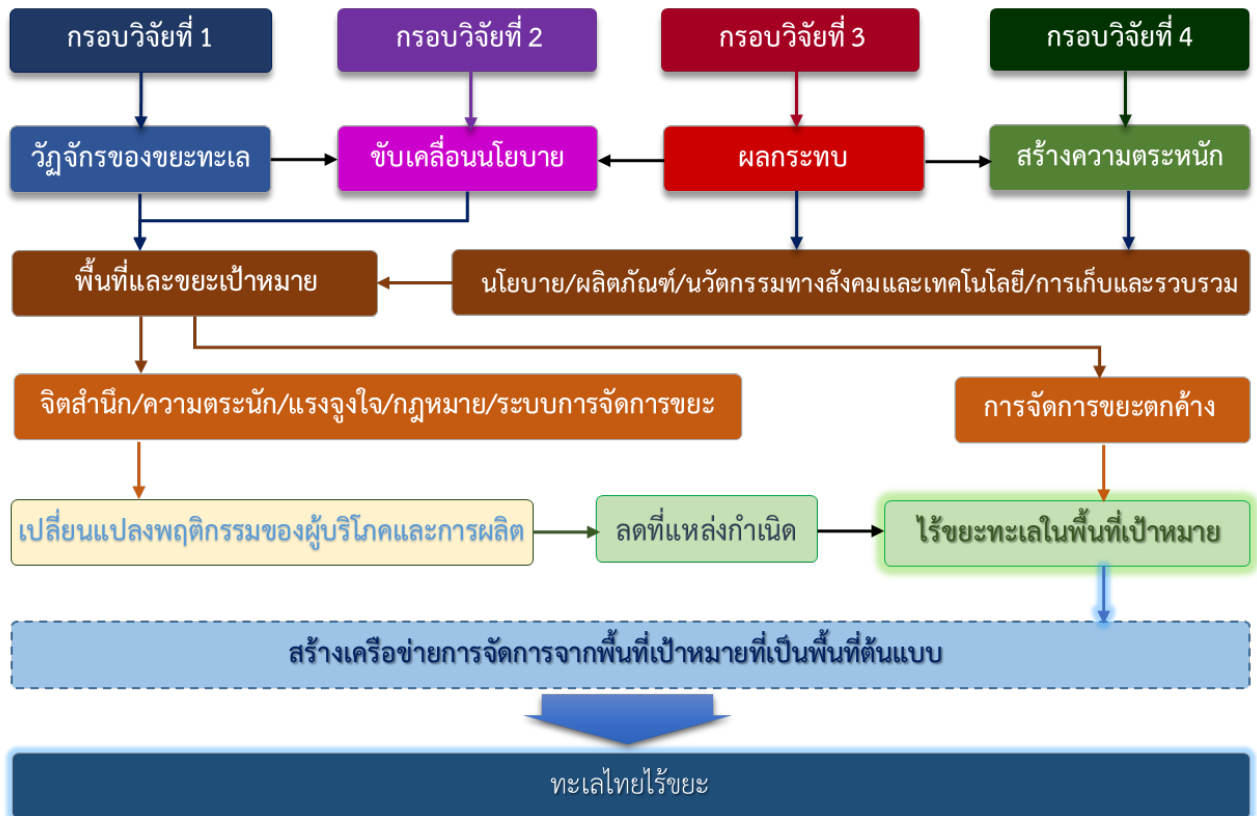 กรอบวิจัยที่ 1
กรอบวิจัยที่ 2
กรอบวิจัยที่ 3
กรอบวิจัยที่ 4
วัฏจักรของขยะทะเล
ขับเคลื่อนนโยบาย
ผลกระทบ
สร้างความตระหนัก
พื้นที่และขยะเป้าหมาย
นโยบาย/ผลิตภัณฑ์/นวัตกรรมทางสังคมและเทคโนโลยี/การเก็บและรวบรวม
จิตสำนึก/ความตระนัก/แรงจูงใจ/กฎหมาย/ระบบการจัดการขยะ
การจัดการขยะตกค้าง
เปลี่ยนแปลงพฤติกรรมของผู้บริโภคและการผลิต
ลดที่แหล่งกำเนิด
ไร้ขยะทะเลในพื้นที่เป้าหมาย
สร้างเครือข่ายการจัดการจากพื้นที่เป้าหมายที่เป็นพื้นที่ต้นแบบ
ทะเลไทยไร้ขยะ